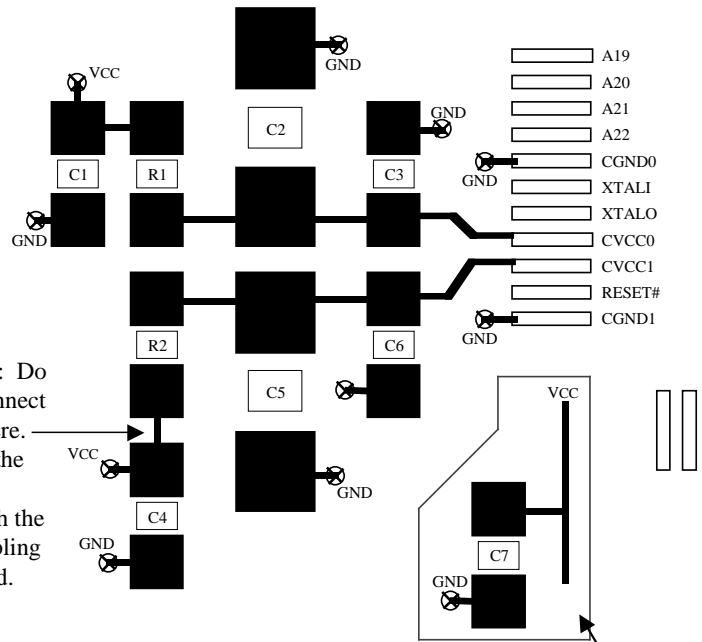 GND
A19
VCC
A20
GND
A21
C2
A22
C1
R1
C3
CGND0
GND
XTALI
XTALO
GND
CVCC0
CVCC1
RESET#
CGND1
R2
C6
GND
: Do
C5
nnect
VCC
re.
the
VCC
GND
h the
C4
pling
GND
C7
d.
GND